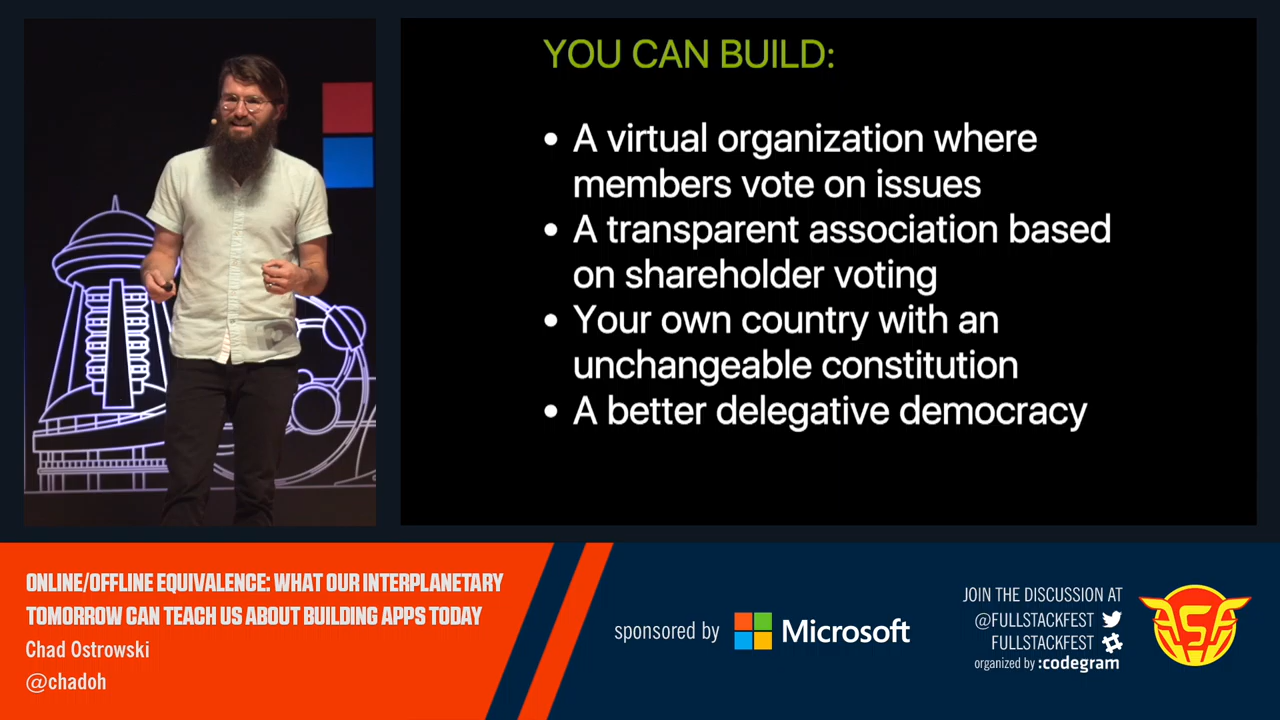 YOU CAN BUILD:
• A virtual organization where
members vote on issues
• A transparent association based
on shareholder voting
• Your own country with an
unchangeable constitution
• A better delegative democracy
ONLINE/OFFLINE EQUIVALENCE: WHAT OUR INTERPLANETARY
TOMORROW CAN TEACH US ABOUT BUILDING APPS TODAY
Chad Ostrowski
@chadoh
sponsored by Microsoft
JOIN THE DISCUSSION AT
@FULLSTACKFEST
FULLSTACKFEST
organized by :codegram
FSF